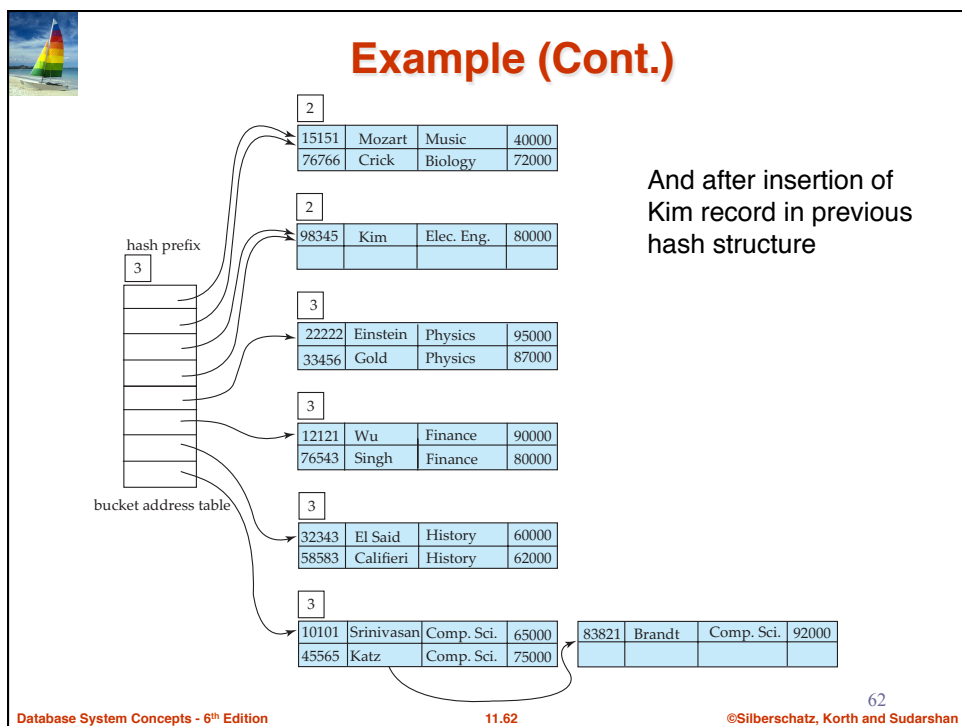 Example (Cont.)
2
15151 Mozart Music 40000
76766 Crick Biology 72000
And after insertion of
Kim record in previous
hash structure
2
98345 Kim Elec. Eng. 80000
hash prefix
3
3
22222 Einstein Physics 95000
33456 Gold Physics 87000
3
12121 Wu Finance 90000
76543 Singh Finance 80000
bucket address table
3
32343 El Said History 60000
58583 Califieri History 62000
3
10101 Srinivasan Comp. Sci. 65000
45565 Katz Comp. Sci. 75000
83821 Brandt Comp. Sci. 92000
62
Database System Concepts - 6th Edition 11.62 ©Silberschatz, Korth and Sudarshan